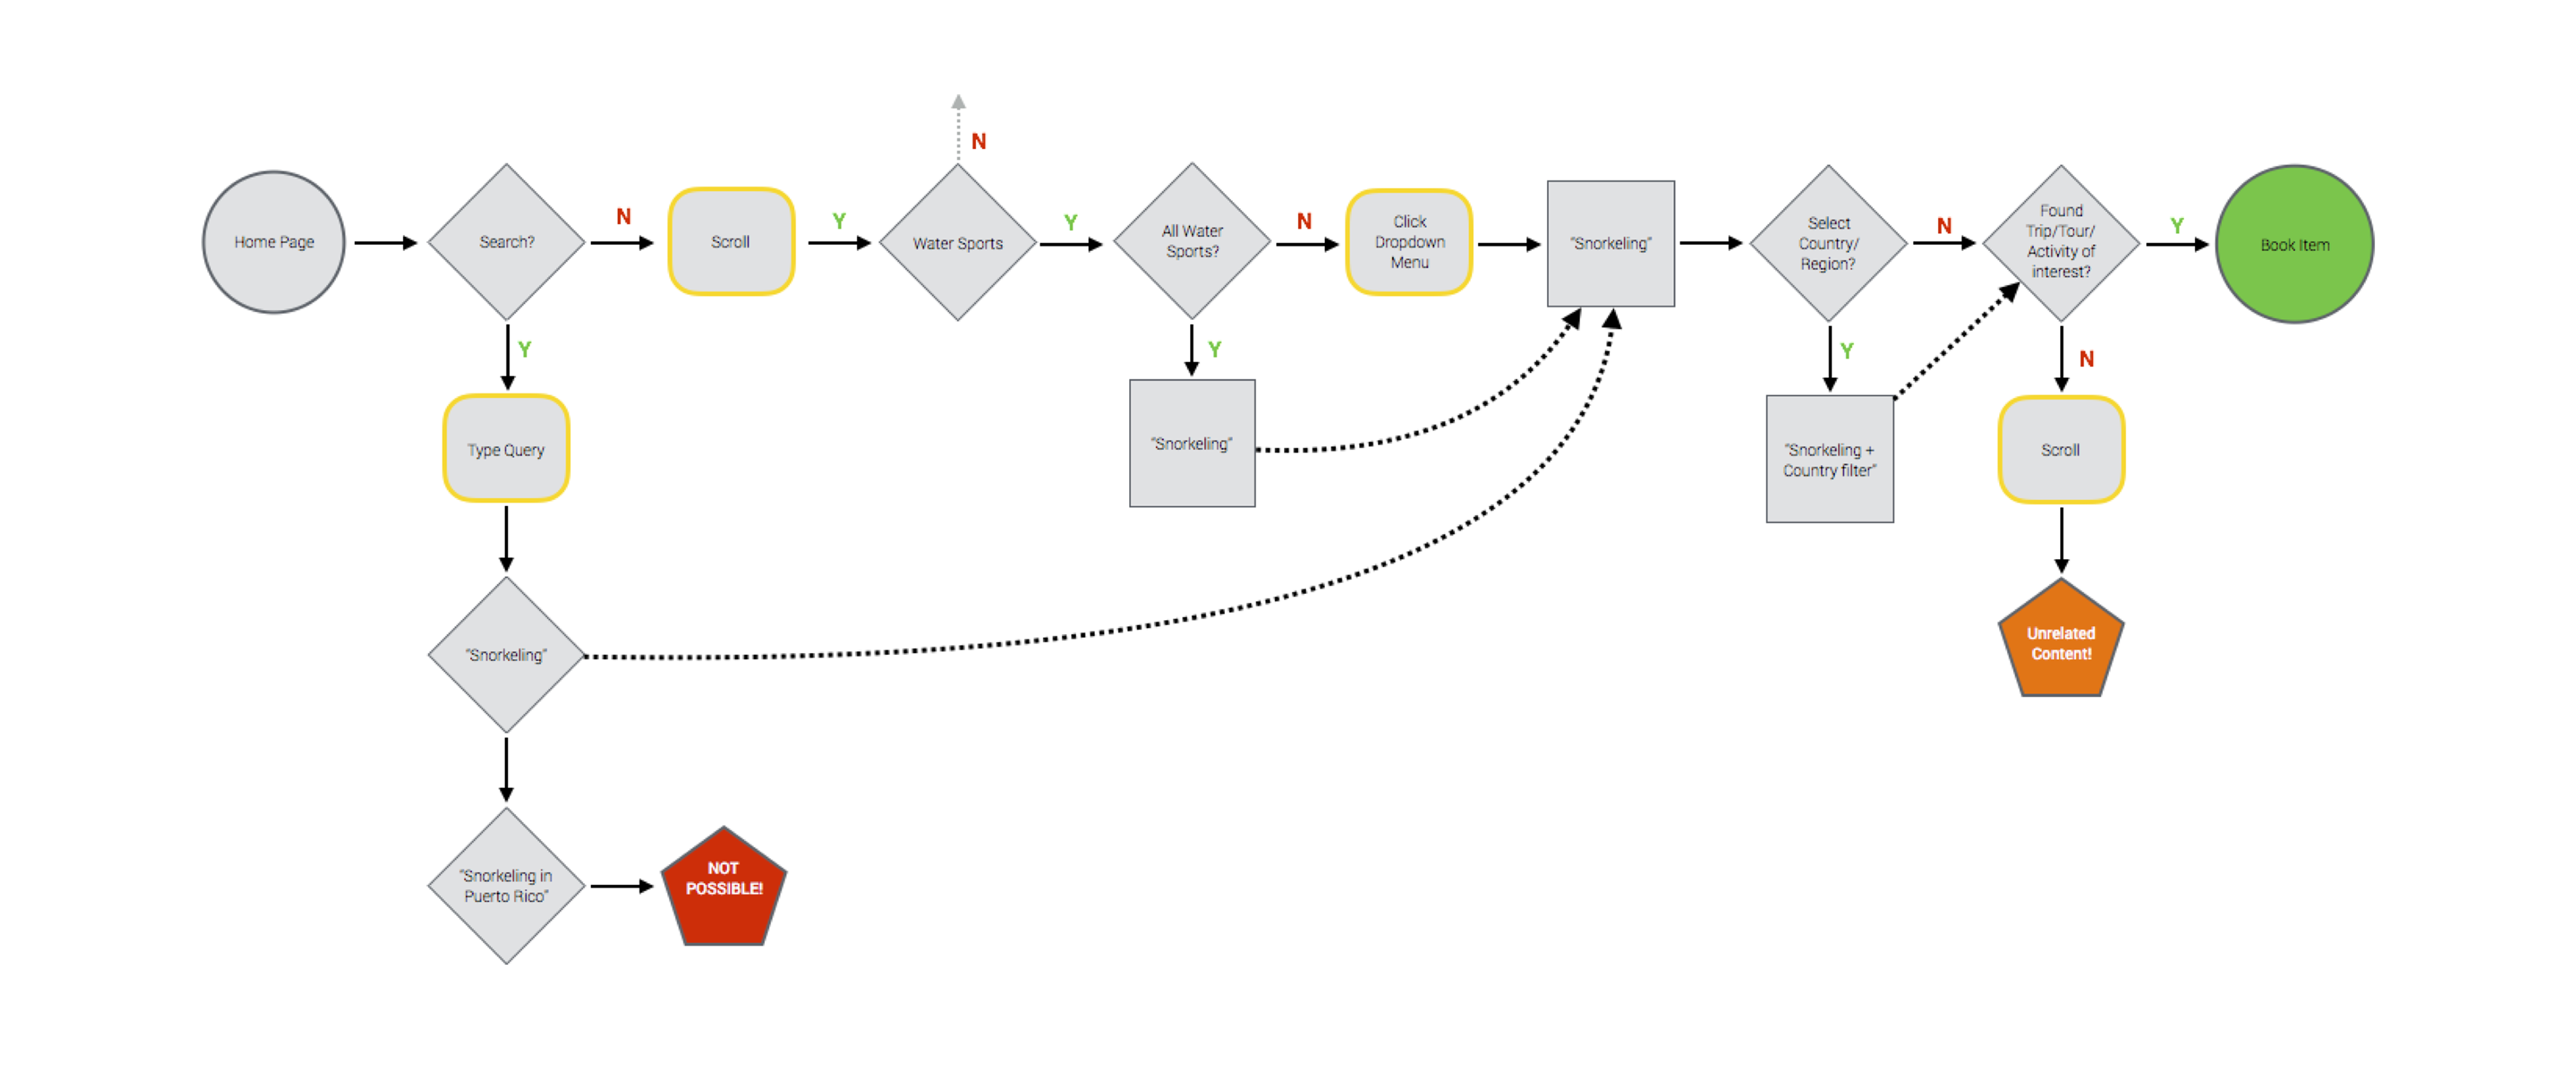 N
Home Page
Search?
N
Scroll
Y
Water Sports
Y
All Water
Sports?
N
Click
Dropdown
Menu
“Snorkeling”
Select
Country/
Region?
N
Found
Trip/Tour/
Activity of
interest?
Y
Book Item
Y
Y
Y
N
Type Query
“Snorkeling”
“Snorkeling +
Country filter”
Scroll
“Snorkeling”
Unrelated
Content!
“Snorkeling in
Puerto Rico”
NOT
POSSIBLE!